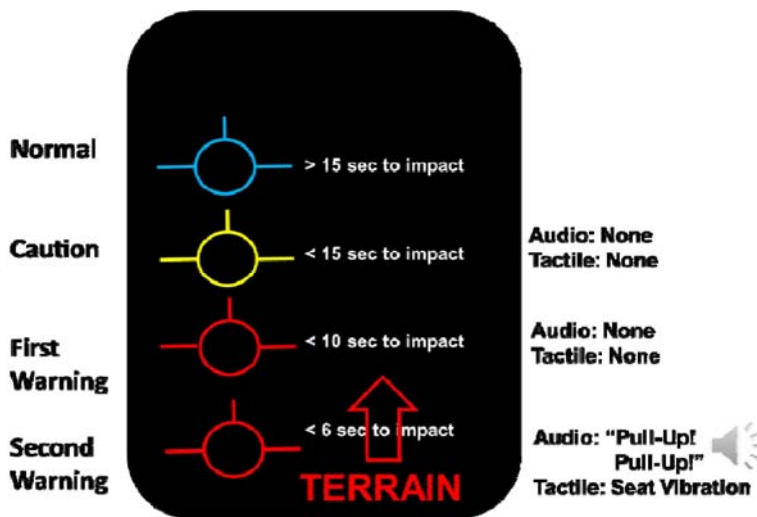 Normal
> 15 sec to impact
Caution
< 15 sec to impact
Audio: None
Tactile: None
First
Warning
< 10 sec to impact
Audio: None
Tactile: None
Second
Warning
< 6 sec to impact
TERRAIN
Audio: “Pull-Up!
Pull-Up!”
Tactile: Seat Vibration